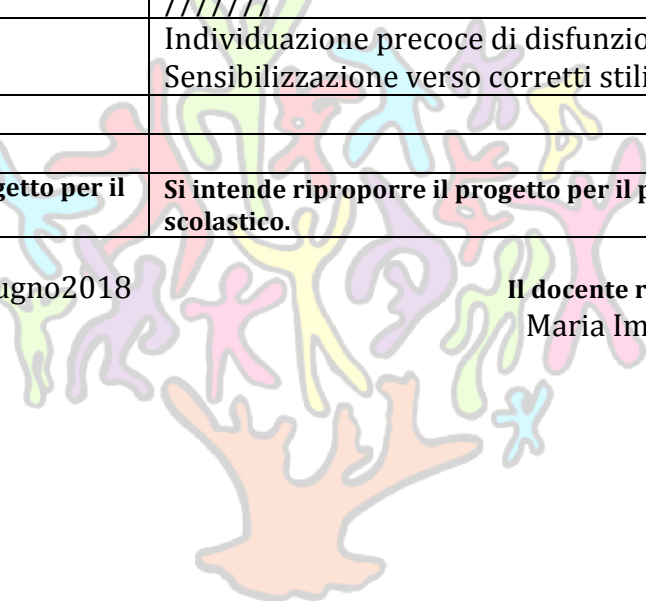 ///////
Individuazione precoce di disfunzio
Sensibilizzazione verso corretti stili
getto per il
Si intende riproporre il progetto per il p
scolastico.
ugno2018
Il docente r
Maria Im